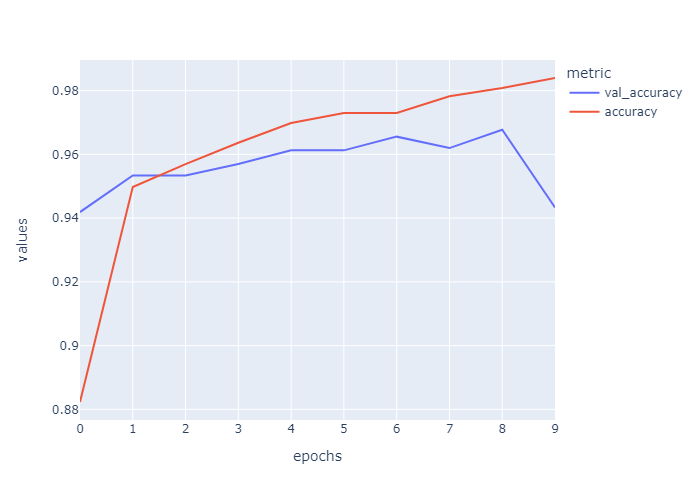 metric
val_accuracy
accuracy
values
0.98
0.96
0.94
0.92
0.9
0.88
0 1 2 3 4 5 6 7 8 9
epochs